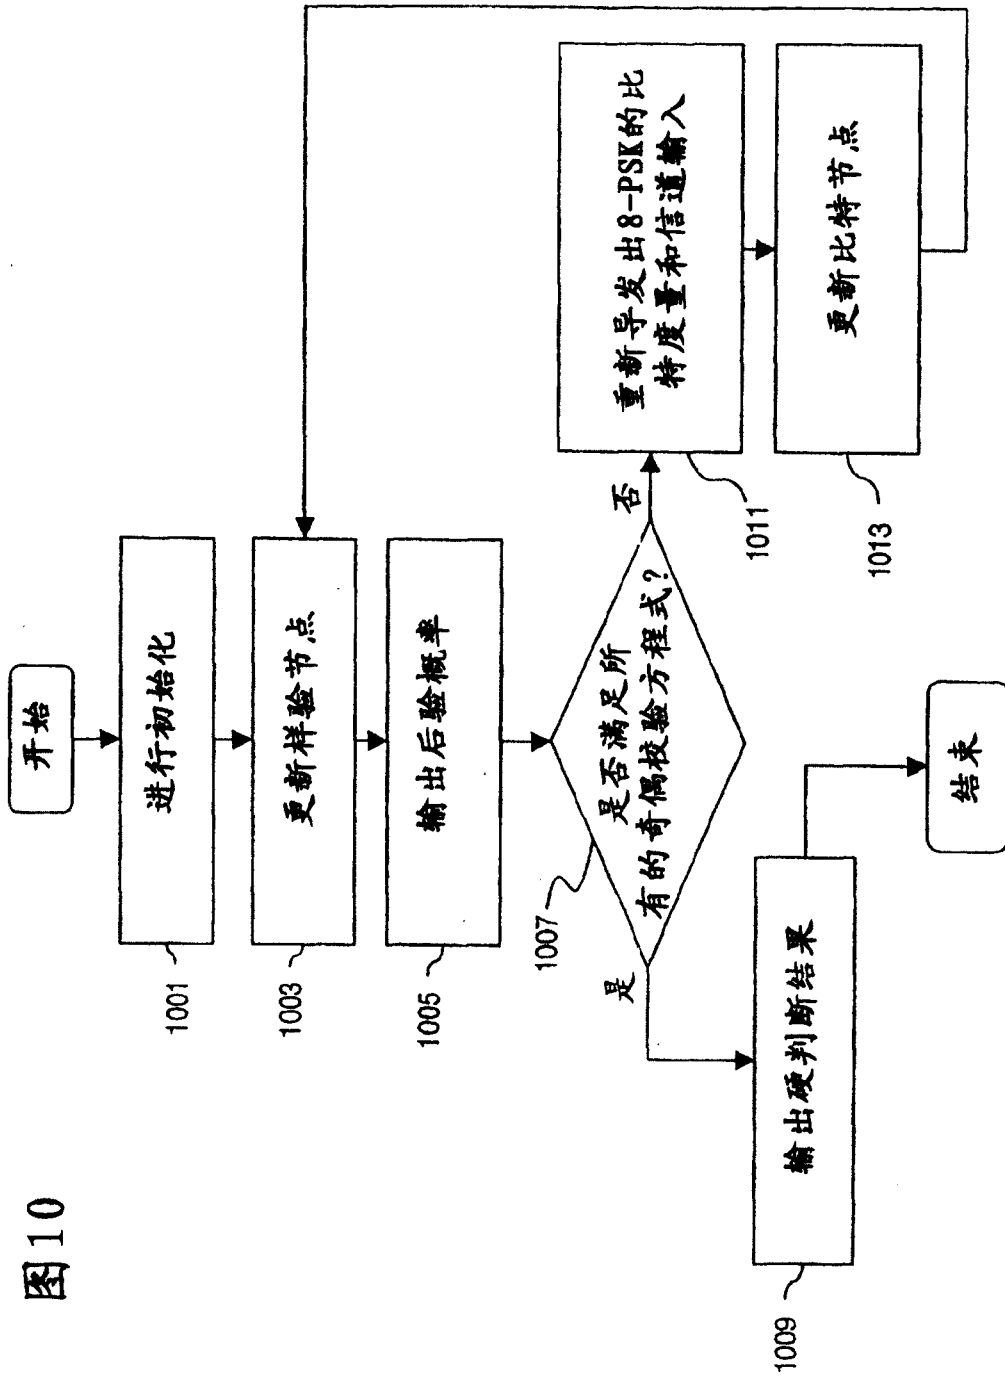 图10
开始
进行初始化
1001
更新样验节点
1003
输出后验概率
1005
是否满足所
有的奇偶校验方程式?
1007
是
否
输出硬判断结果
1009
结束
重新导发出8-PSK的比
特度量和信道输入
1011
更新比特节点
1013